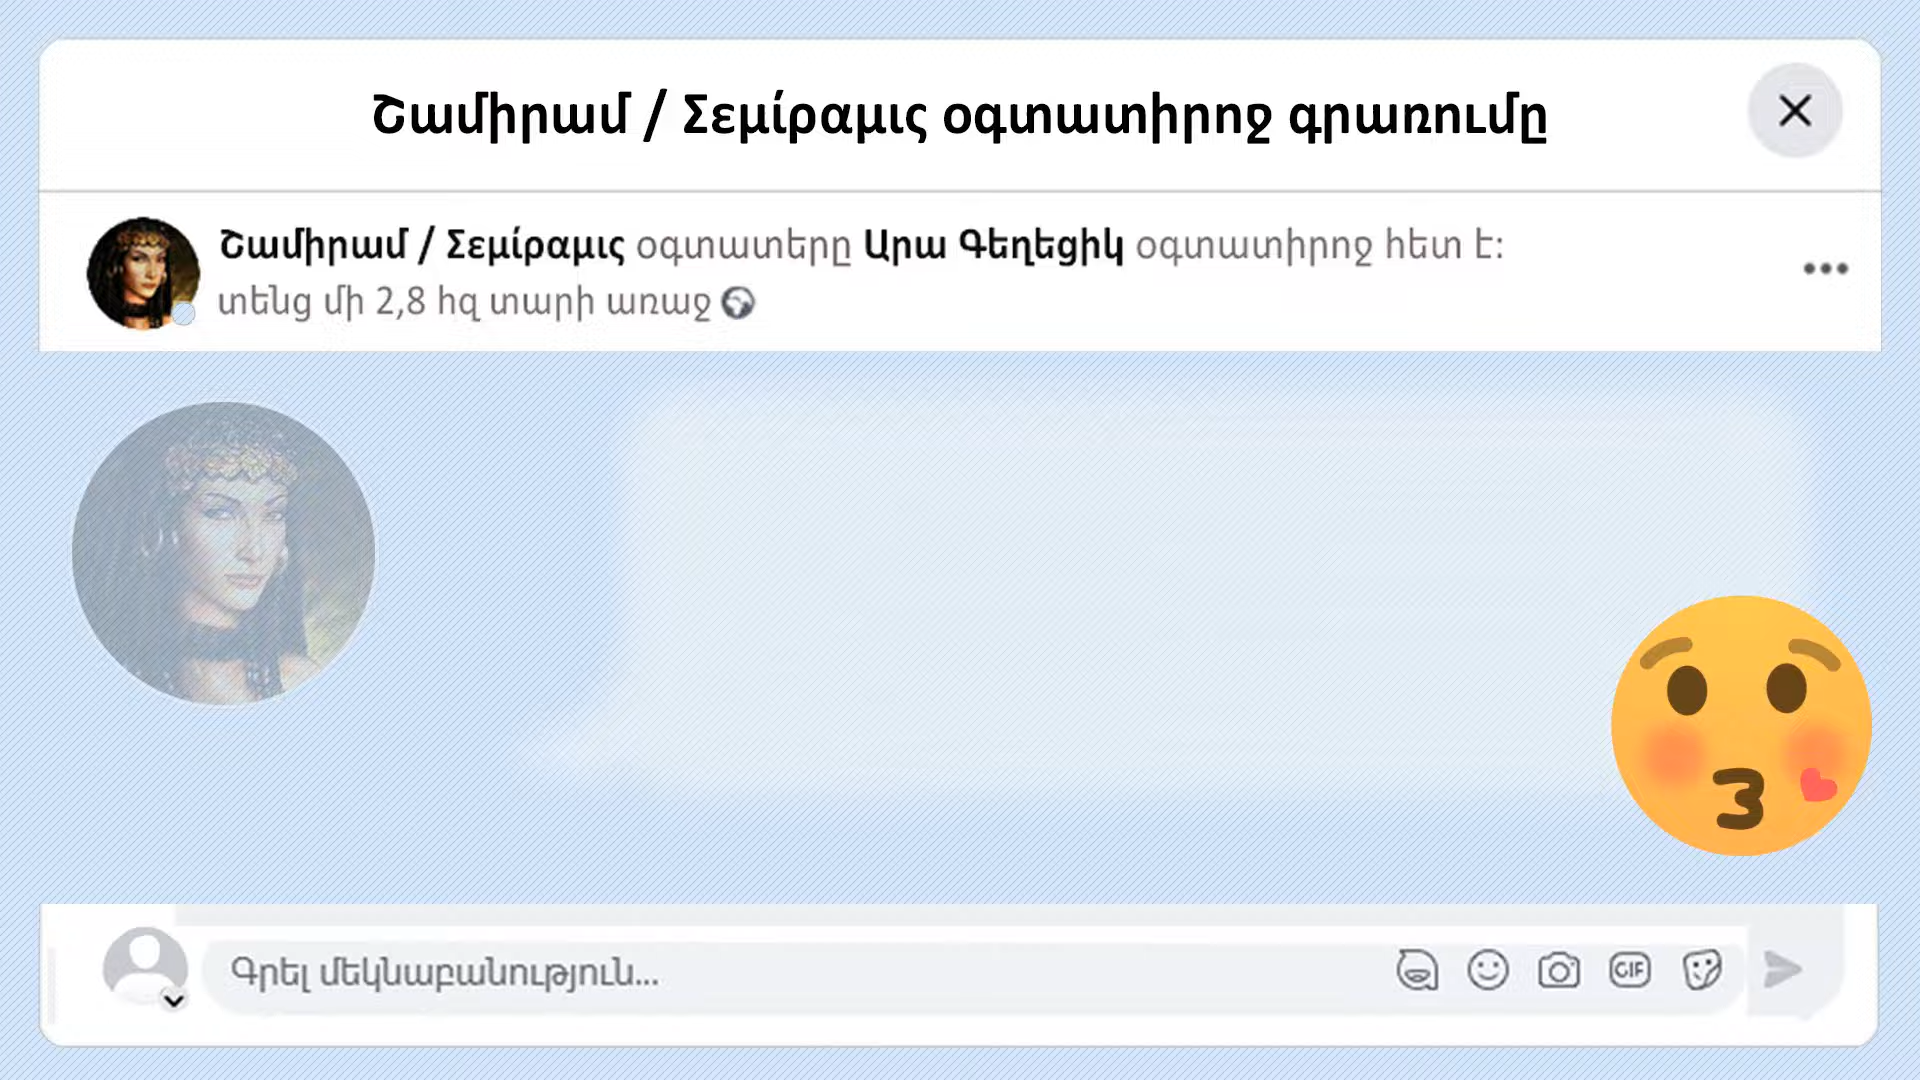 Շամիրամ / Σεμίραμις օգտատիրոջ գրառումը
Շամիրամ / Σεμίραμις օգտատերը Արա Գեղեցիկ օգտատիրոջ հետ է:
տենց մի 2,8 հզ տարի առաջ
Գրել մեկնաբանություն...
GIF